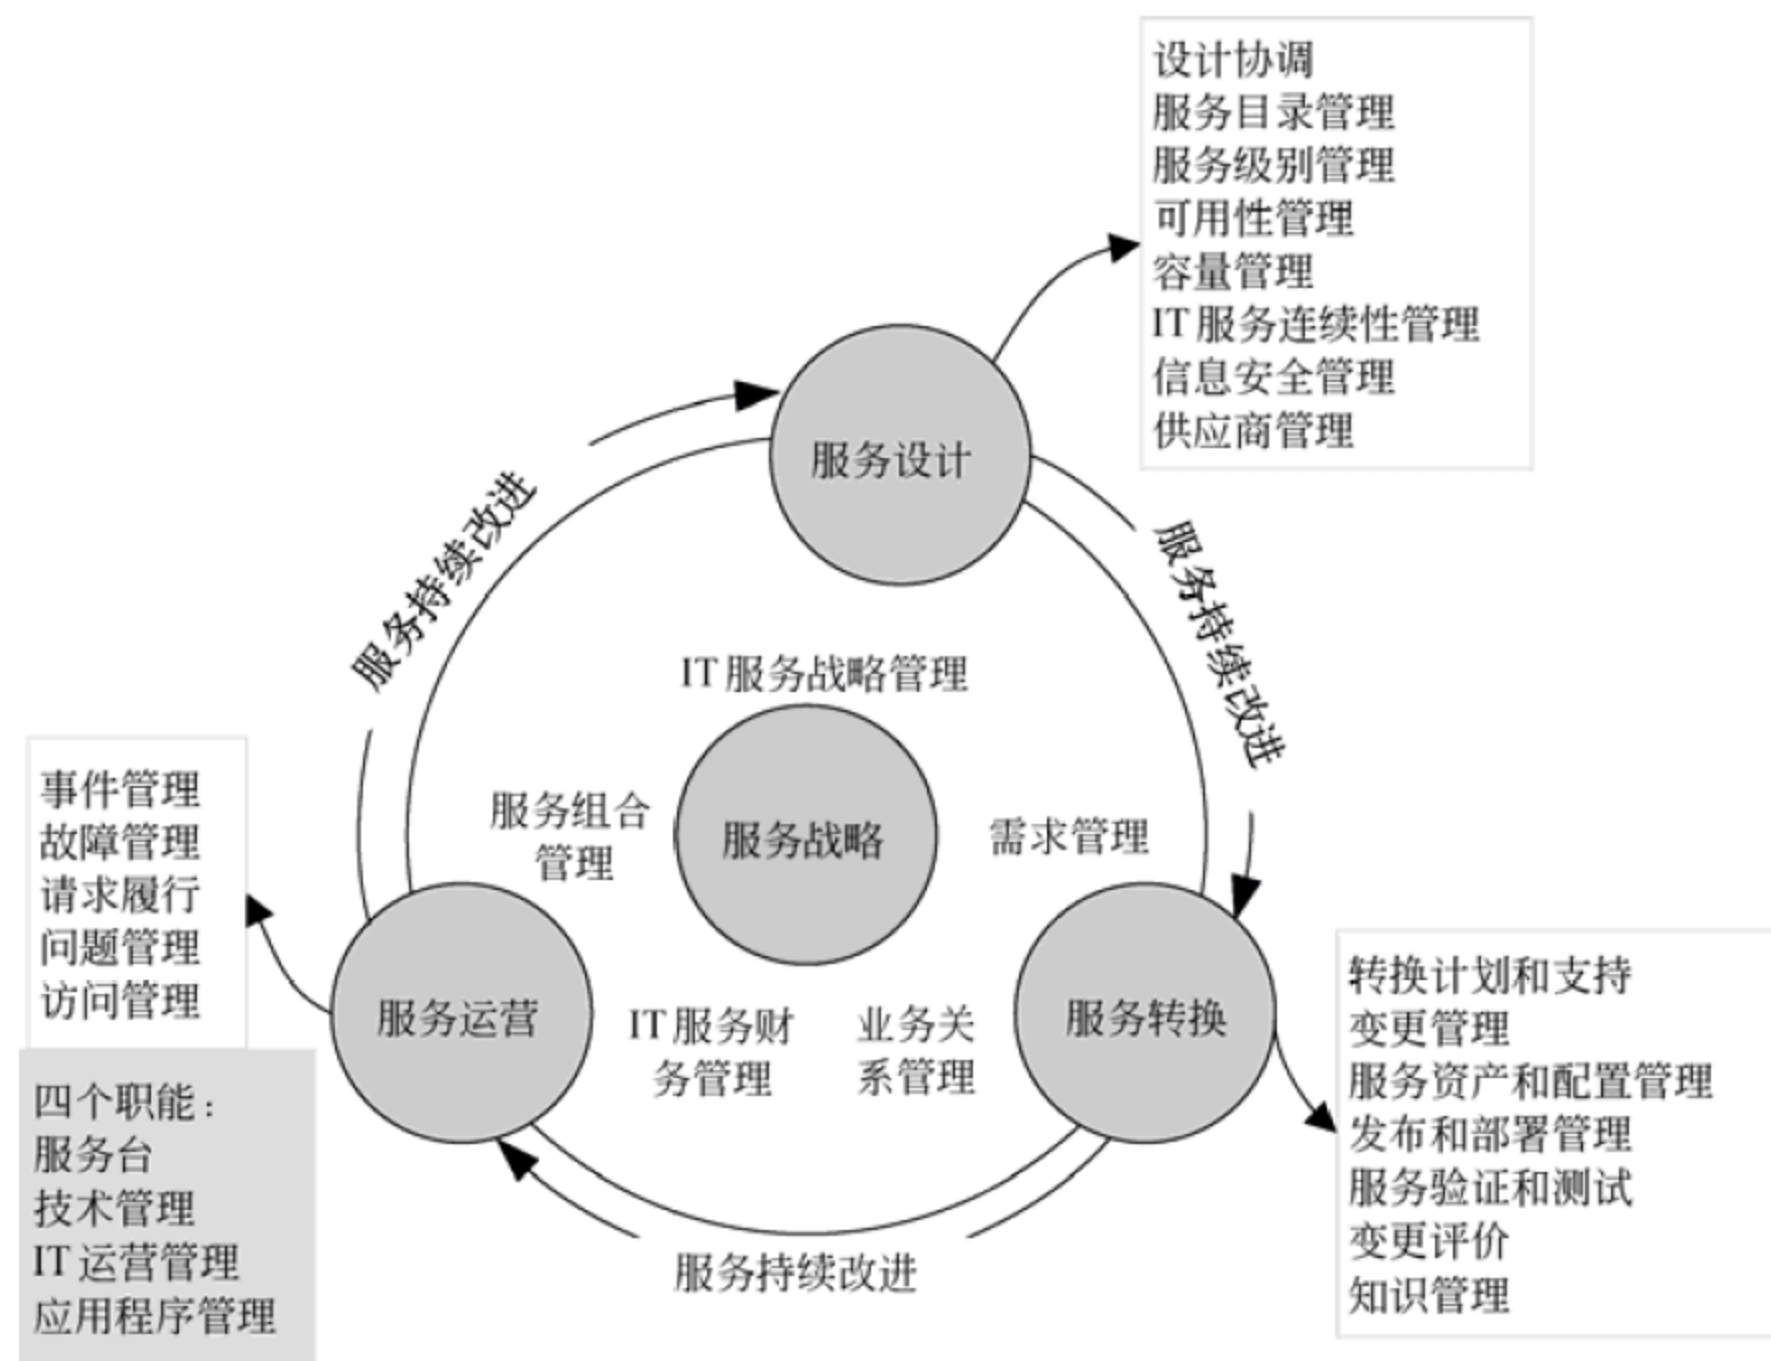 设计协调
服务目录管理
服务级别管理
可用性管理
容量管理
IT服务连续性管理
信息安全管理
供应商管理
服务设计
服务持续改进
服务持续改进
IT服务战略管理
服务组合
管理
服务战略
需求管理
事件管理
故障管理
请求履行
问题管理
访问管理
服务运营
IT服务财
务管理
业务关
系管理
服务转换
转换计划和支持
变更管理
服务资产和配置管理
发布和部署管理
服务验证和测试
变更评价
知识管理
四个职能：
服务台
技术管理
IT运营管理
应用程序管理
服务持续改进